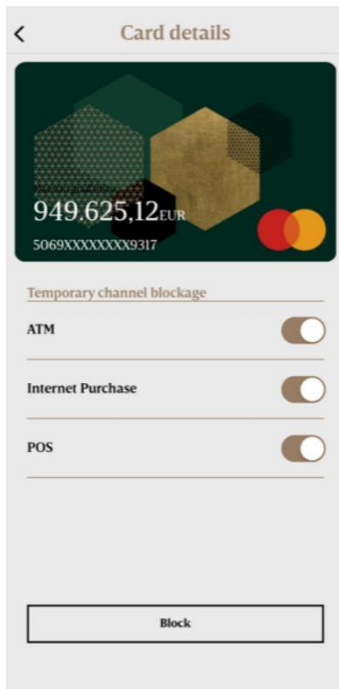 Card details
949.625,12EUR
5069XXXXXXXX9317
Temporary channel blockage
ATM
Internet Purchase
POS
Block